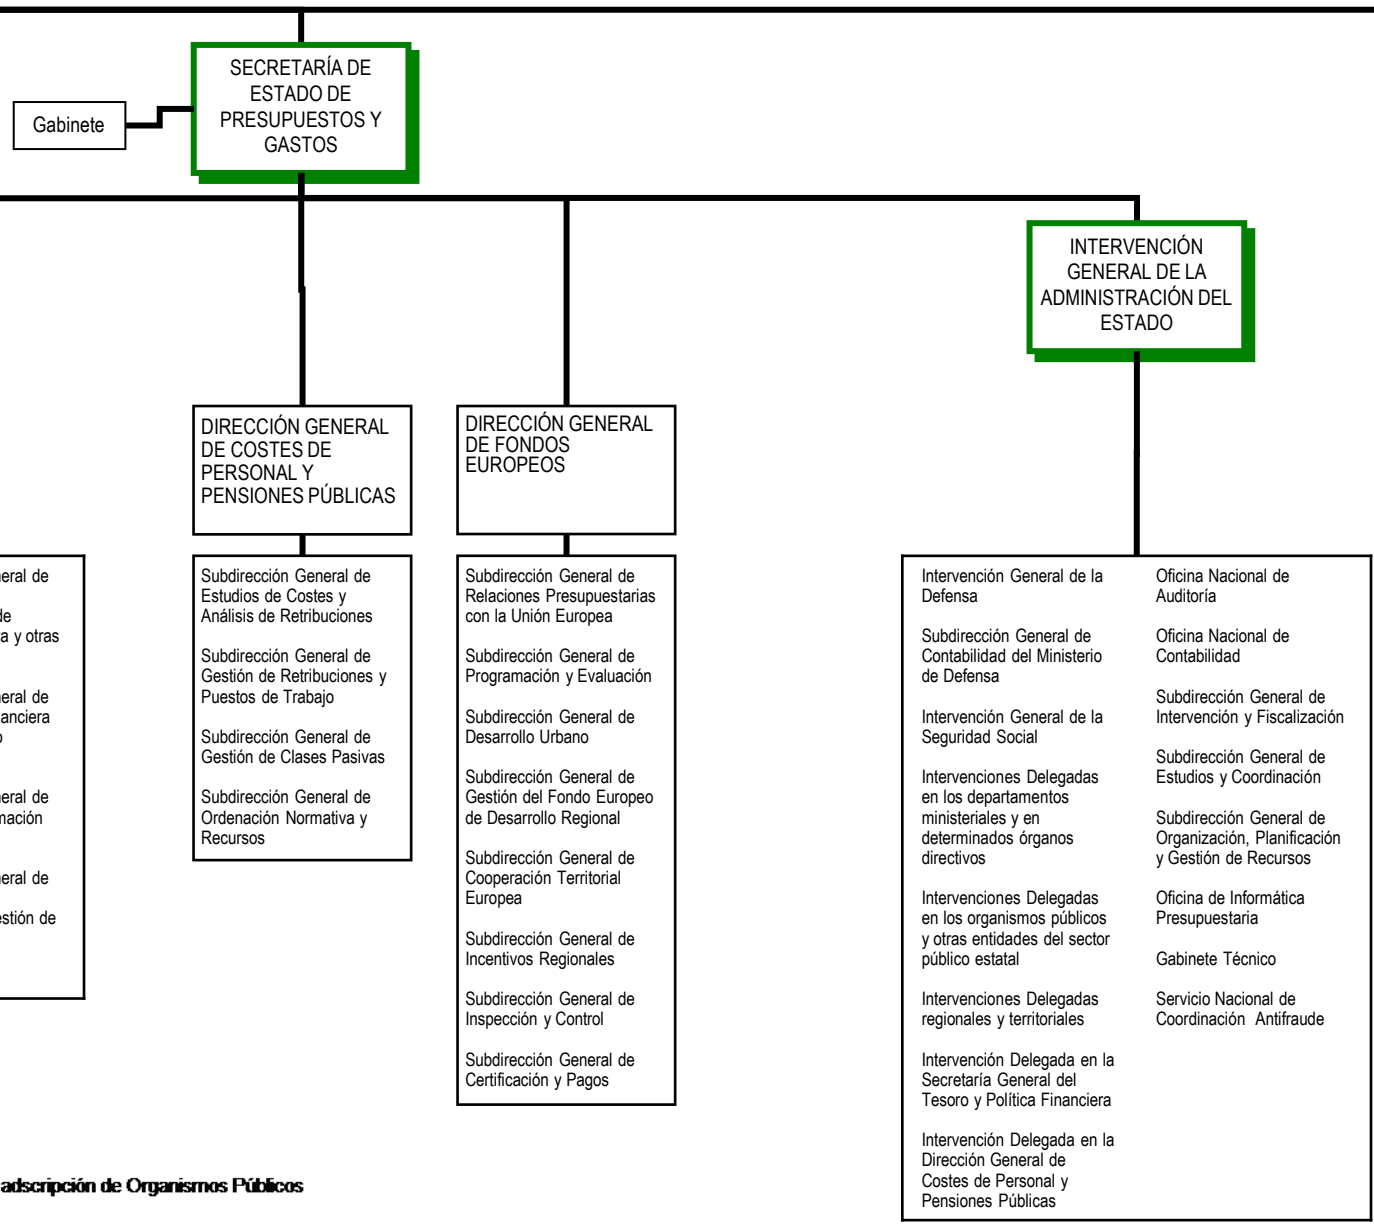 SECRETARÍA DE
ESTADO DE
PRESUPUESTOS Y
GASTOS
Gabinete
INTERVENCIÓN
GENERAL DE LA
ADMINISTRACIÓN DEL
ESTADO
DIRECCIÓN GENERAL
DE COSTES DE
PERSONAL Y
PENSIONES PÚBLICAS
DIRECCIÓN GENERAL
DE FONDOS
EUROPEOS
de
y otras
de
de
de
de
Subdirección General de
Estudios de Costes y
Análisis de Retribuciones
Subdirección General de
Gestión de Retribuciones y
Puestos de Trabajo
Subdirección General de
Gestión de Clases Pasivas
Subdirección General de
Ordenación Normativa y
Recursos
Subdirección General de
Relaciones Presupuestarias
con la Unión Europea
Subdirección General de
Programación y Evaluación
Subdirección General de
Desarrollo Urbano
Subdirección General de
Gestión del Fondo Europeo
de Desarrollo Regional
Subdirección General de
Cooperación Territorial
Europea
Subdirección General de
Incentivos Regionales
Subdirección General de
Inspección y Control
Subdirección General de
Certificación y Pagos
Intervención General de la
Defensa
Subdirección General de
Contabilidad del Ministerio
de Defensa
Intervención General de la
Seguridad Social
Intervenciones Delegadas
en los departamentos
ministeriales y en
determinados órganos
directivos
Intervenciones Delegadas
en los organismos públicos
y otras entidades del sector
público estatal
Intervenciones Delegadas
regionales y territoriales
Intervención Delegada en la
Secretaría General del
Tesoro y Política Financiera
Intervención Delegada en la
Dirección General de
Costes de Personal y
Pensiones Públicas
Oficina Nacional de
Auditoría
Oficina Nacional de
Contabilidad
Subdirección General de
Intervención y Fiscalización
Subdirección General de
Estudios y Coordinación
Subdirección General de
Organización, Planificación
y Gestión de Recursos
Oficina de Informática
Presupuestaria
Gabinete Técnico
Servicio Nacional de
Coordinación Antifraude
adscripción de Organismos Públicos